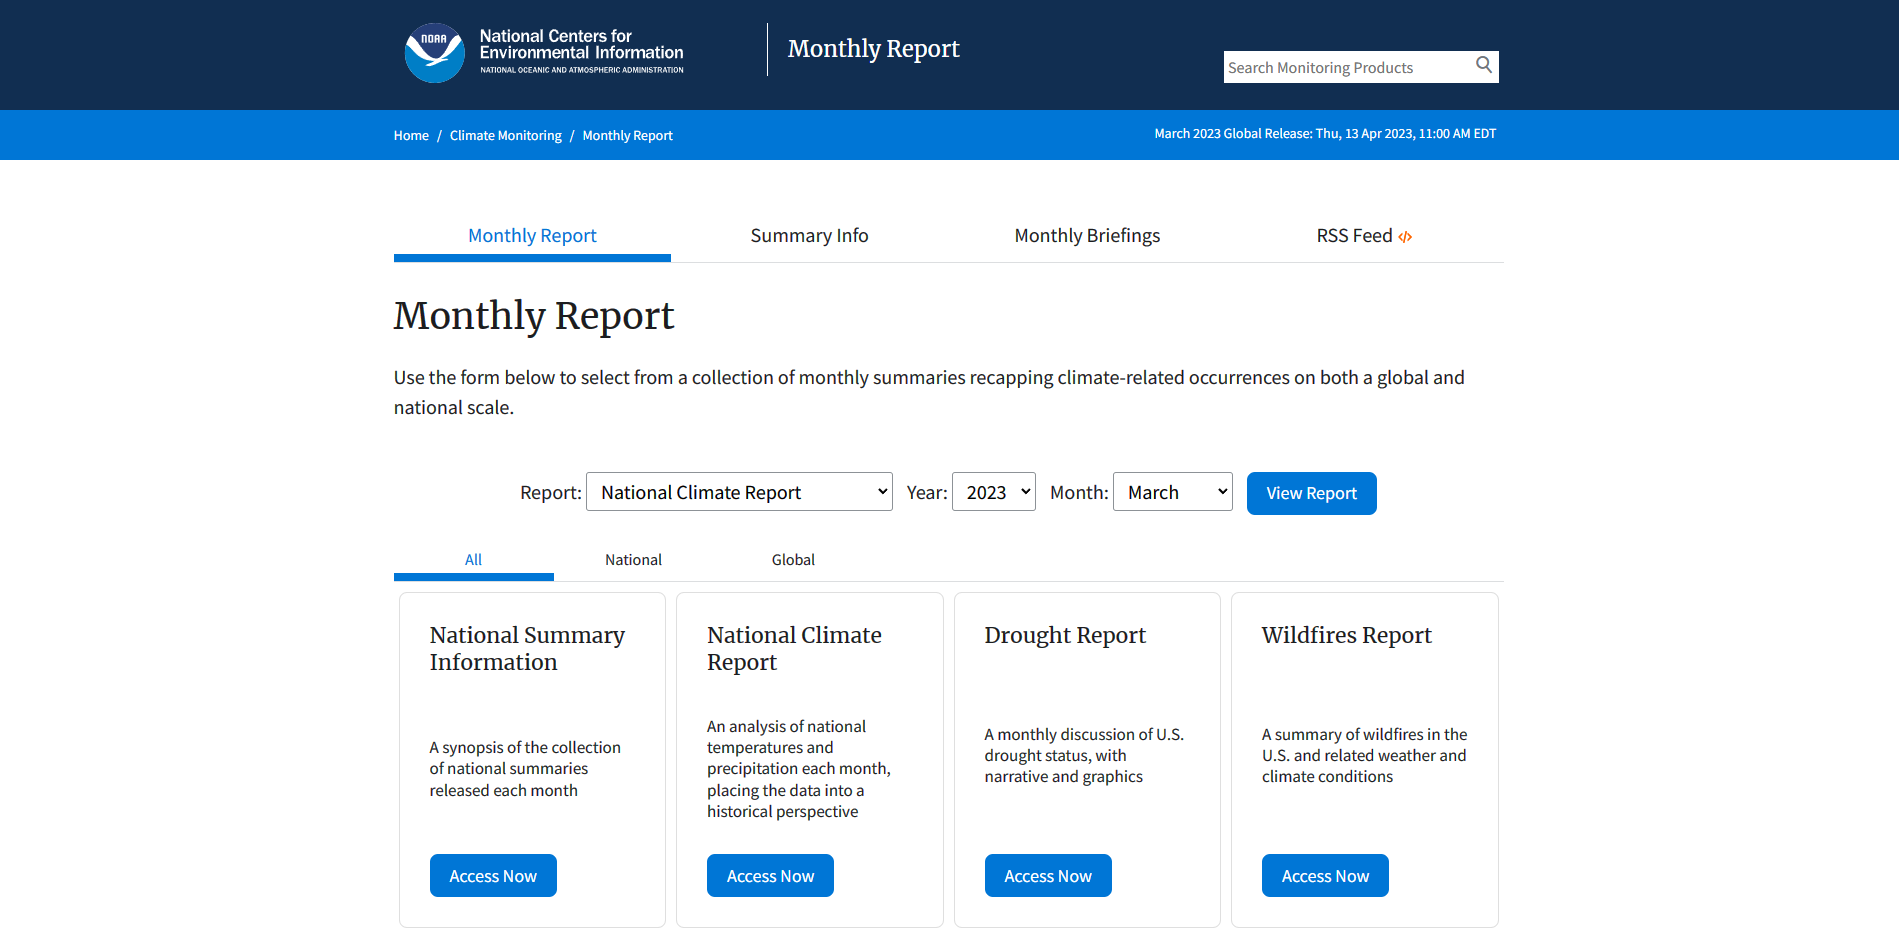 NOAA
National Centers for
Environmental Information
NATIONAL OCEANIC AND ATMOSPHERIC ADMINISTRATION
Monthly Report
Search Monitoring Products
Home / Climate Monitoring / Monthly Report
March 2023 Global Release: Thu, 13 Apr 2023, 11:00 AM EDT
Monthly Report
Summary Info
Monthly Briefings
RSS Feed </>
Monthly Report
Use the form below to select from a collection of monthly summaries recapping climate-related occurrences on both a global and
national scale.
Report: National Climate Report Year: 2023 Month: March View Report
All
National
Global
National Summary
Information
A synopsis of the collection
of national summaries
released each month
Access Now
National Climate
Report
An analysis of national
temperatures and
precipitation each month,
placing the data into a
historical perspective
Access Now
Drought Report
A monthly discussion of U.S.
drought status, with
narrative and graphics
Access Now
Wildfires Report
A summary of wildfires in the
U.S. and related weather and
climate conditions
Access Now